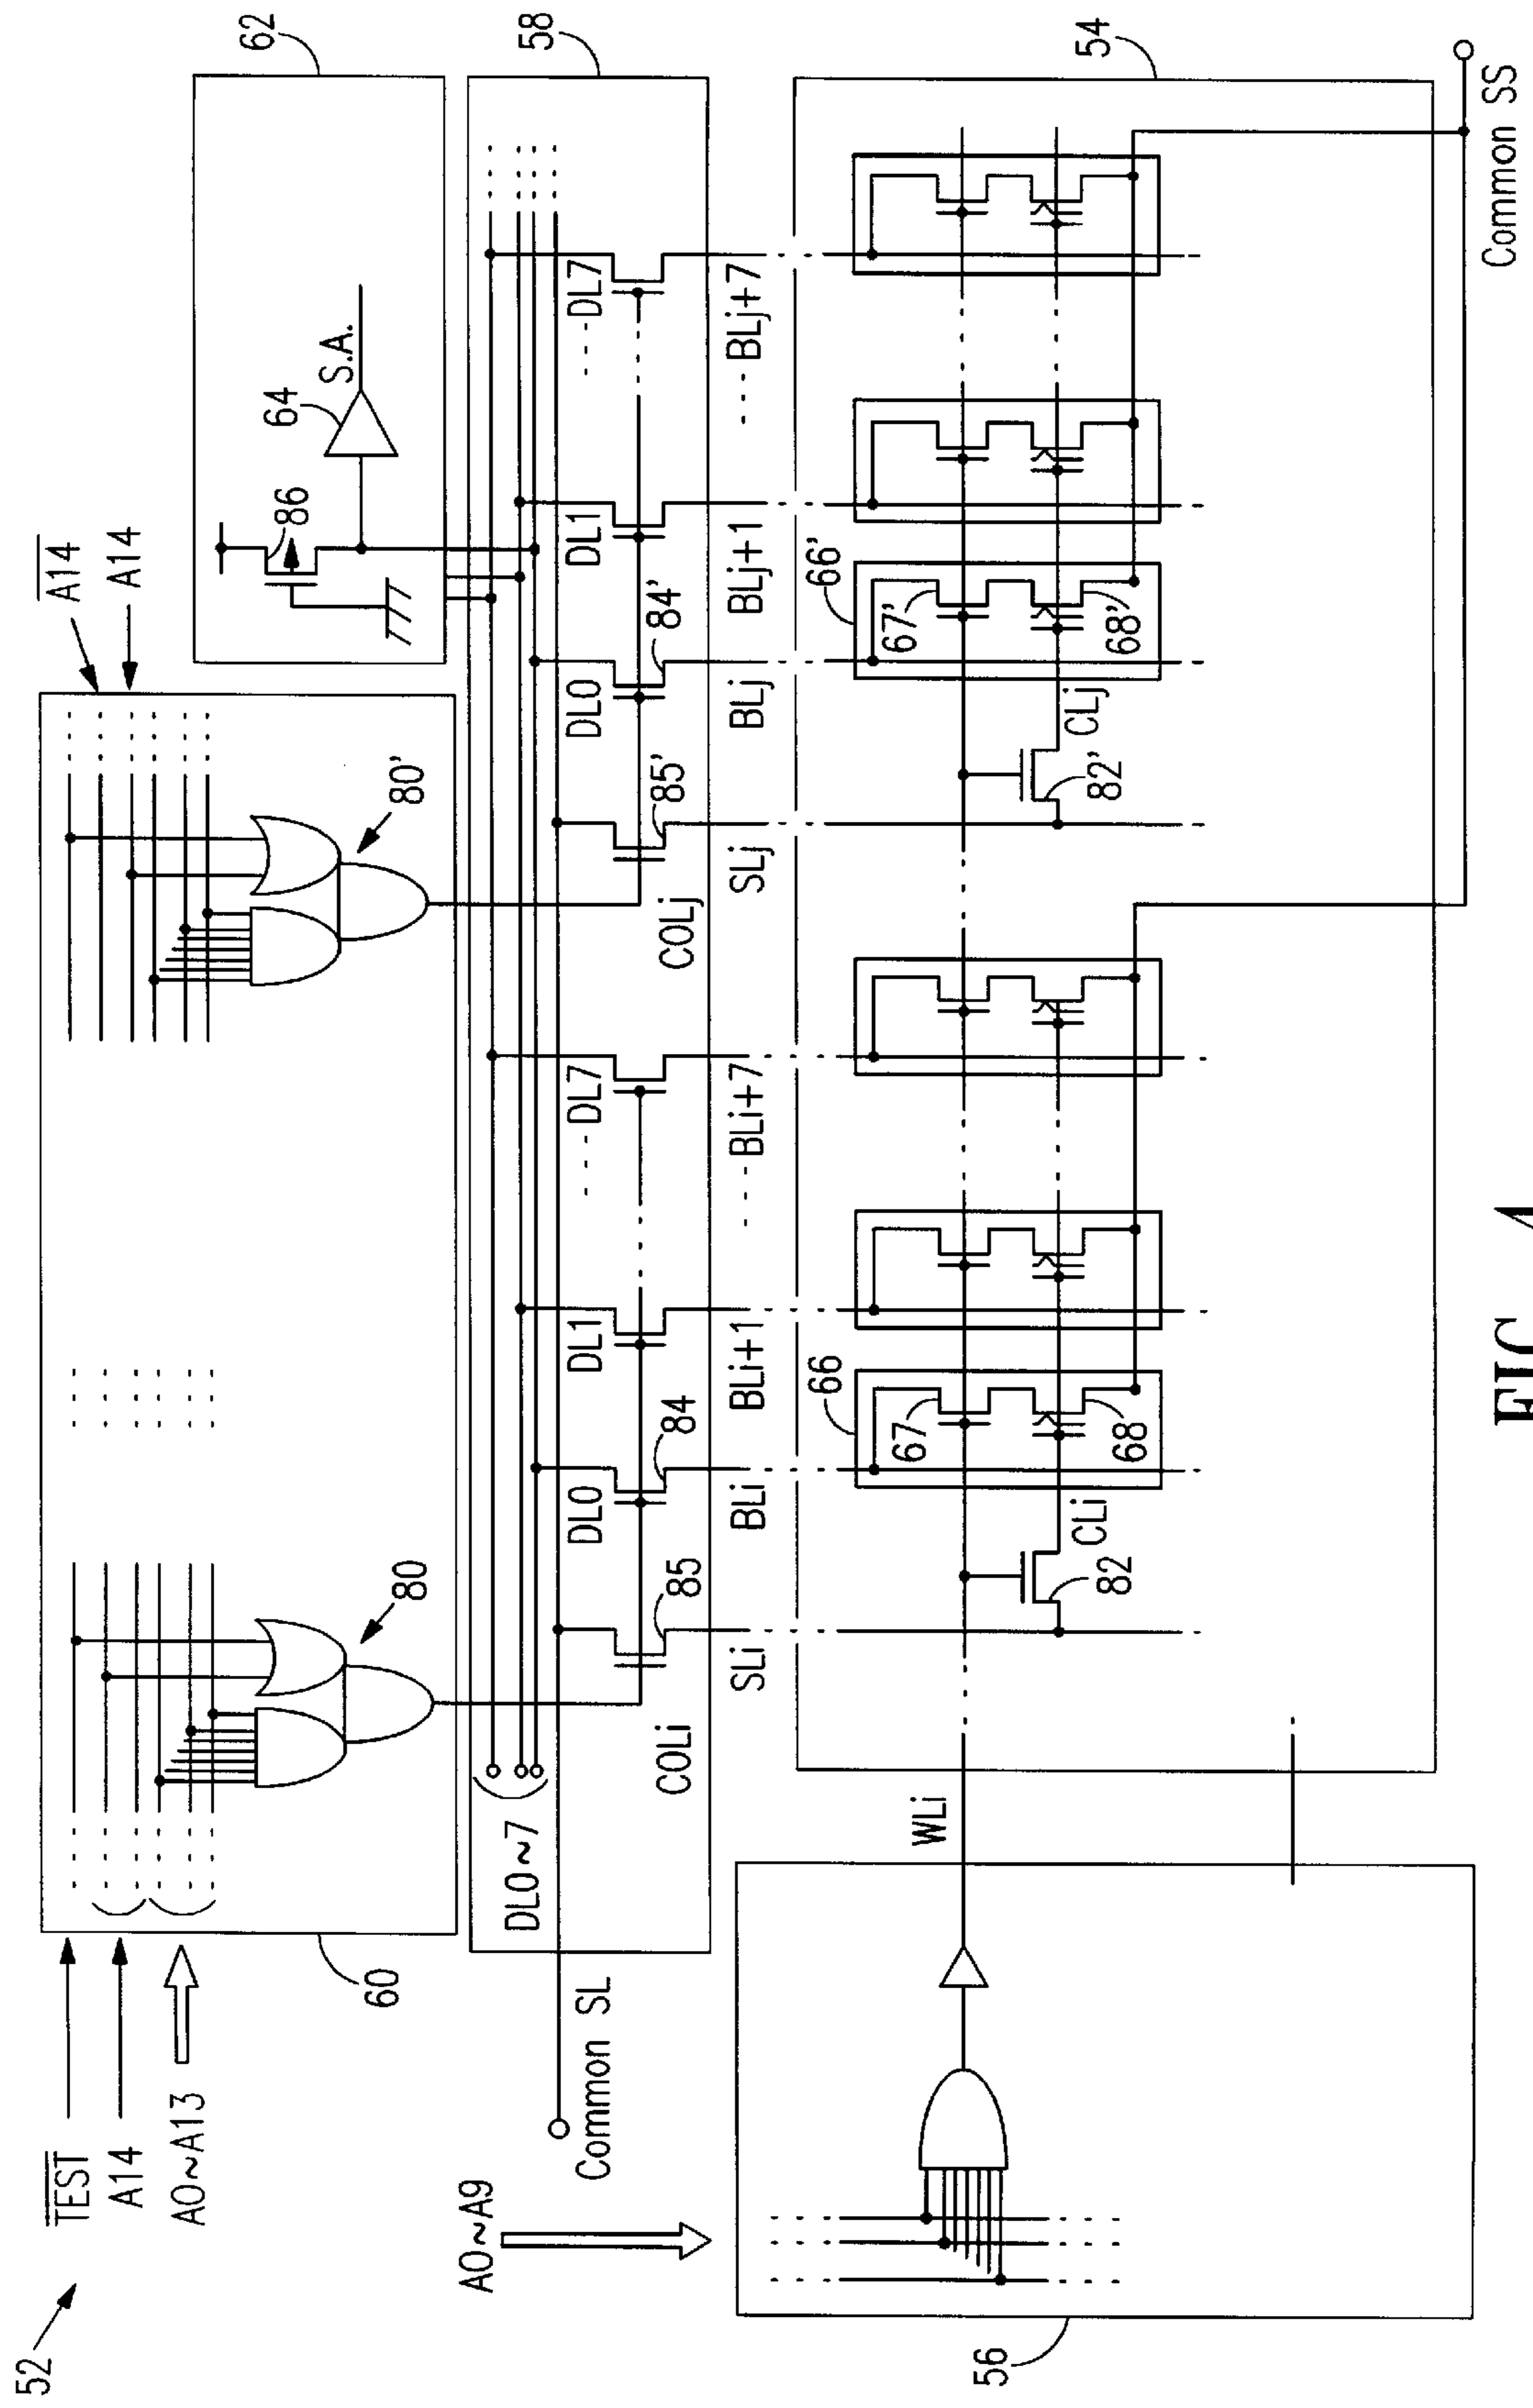 52
TEST
A14
A0~A13
60
80
80'
A14
A14
62
86
64
S.A.
58
DL0~7
Common SL
COLi
85
DL0
84
DL1
DL7
COLj
85'
DL0
84'
DL1
DL7
SLi
BLi
BLi+1
BLi+7
SLj
BLj
BLj+1
BLj+7
A0~A9
56
WLi
82
CLi
66
67
68
82'
CLj
66'
67'
68'
54
Common SS